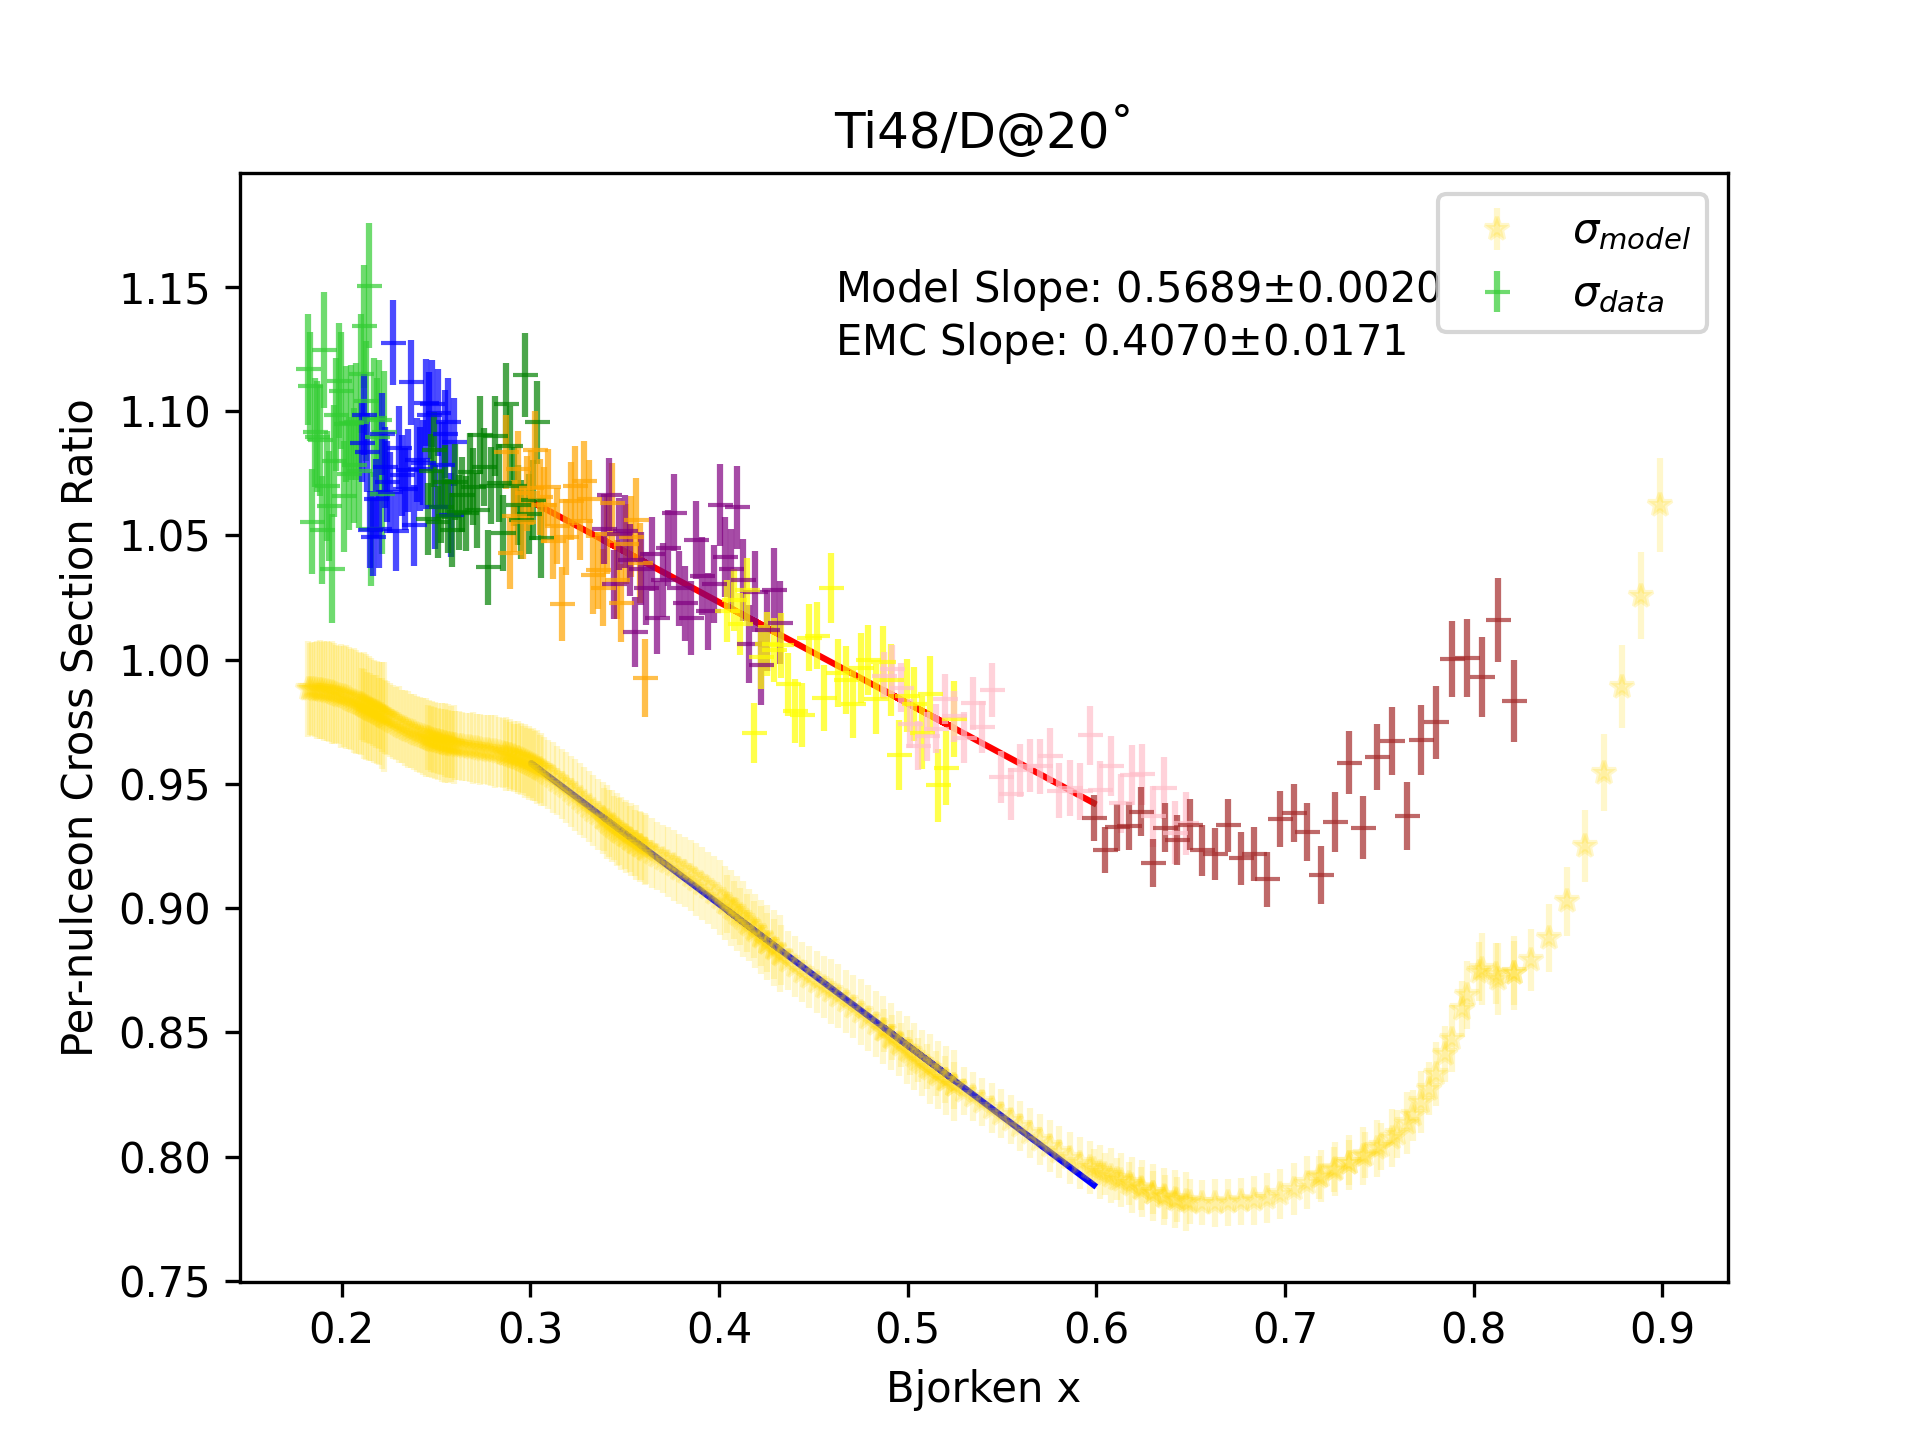 Ti48/D@20˚
σmodel
σdata
Model Slope: 0.5689±0.0020
EMC Slope: 0.4070±0.0171
Per-nulceon Cross Section Ratio
1.15
1.10
1.05
1.00
0.95
0.90
0.85
0.80
0.75
0.2 0.3 0.4 0.5 0.6 0.7 0.8 0.9
Bjorken x